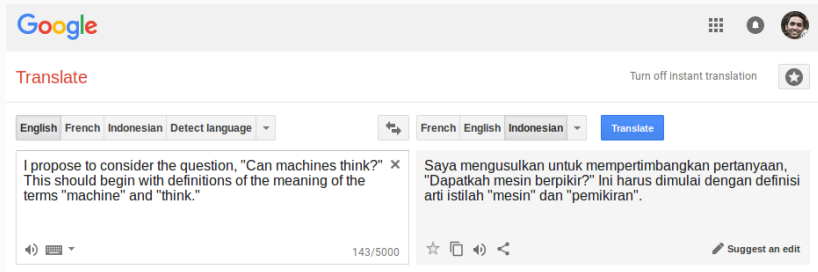 Google
Translate
Turn off instant translation
English French Indonesian Detect language
French English Indonesian
Translate
I propose to consider the question, "Can machines think?"
This should begin with definitions of the meaning of the
terms "machine" and "think."
143/5000
Saya mengusulkan untuk mempertimbangkan pertanyaan,
"Dapatkah mesin berpikir?" Ini harus dimulai dengan definisi
arti istilah "mesin" dan "pemikiran".
Suggest an edit